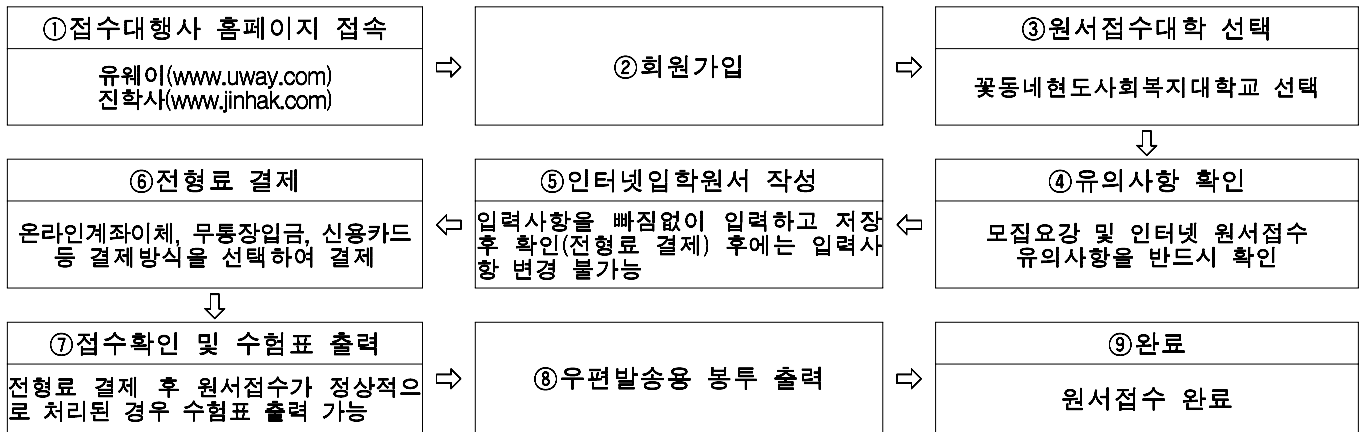 ①접수대행사 홈페이지 접속
유웨이(www.uway.com)
진학사(www.jinhak.com)
⇨
②회원가입
⇨
③원서접수대학 선택
꽃동네현도사회복지대학교 선택
⇩
④유의사항 확인
모집요강 및 인터넷 원서접수
유의사항을 반드시 확인
⇦
⑤인터넷입학원서 작성
입력사항을 빠짐없이 입력하고 저장
후 확인(전형료 결제) 후에는 입력사
항 변경 불가능
⇦
⑥전형료 결제
온라인계좌이체, 무통장입금, 신용카드
등 결제방식을 선택하여 결제
⇩
⑦접수확인 및 수험표 출력
전형료 결제 후 원서접수가 정상적으
로 처리된 경우 수험표 출력 가능
⇨
⑧우편발송용 봉투 출력
⇨
⑨완료
원서접수 완료